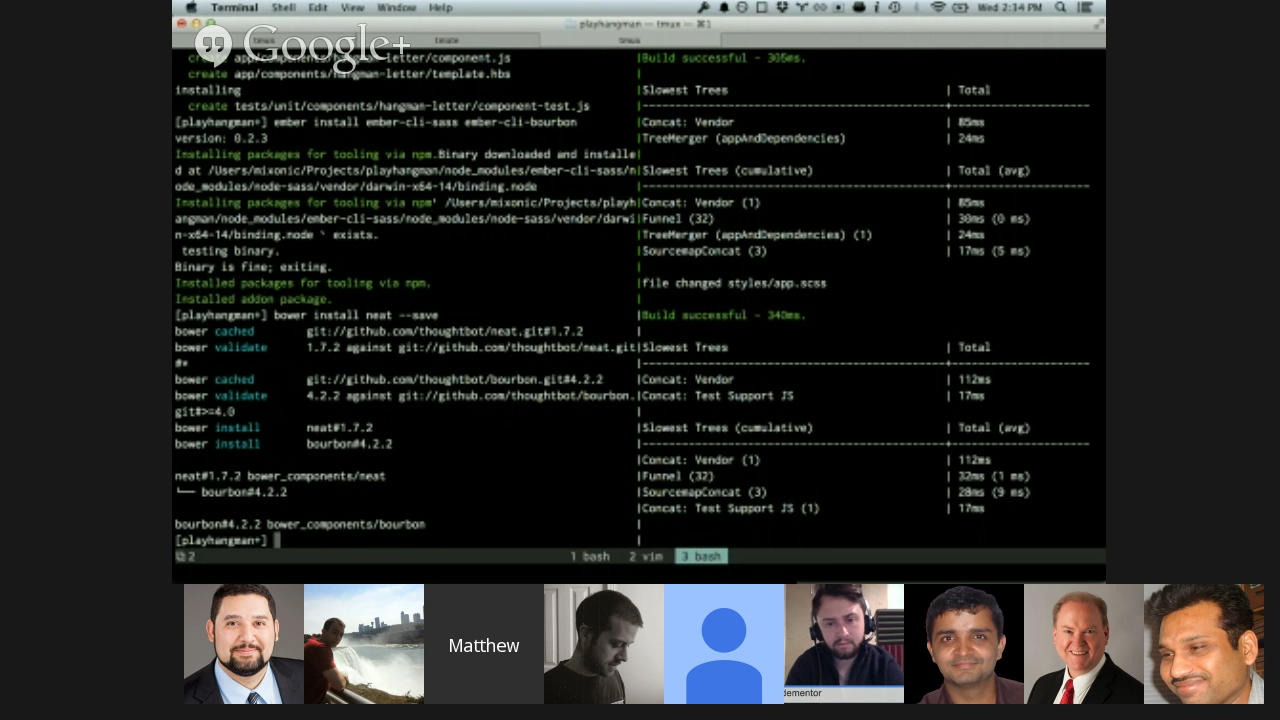 Terminal Shell Edit View Window Help Wed 2:34 PM
playhangman — tmux — ⌘1
Google+
tmux tmate tmux
create app/components/hangman-letter/component.js
create app/components/hangman-letter/template.hbs
installing
create tests/unit/components/hangman-letter/component-test.js
[playhangman*] ember install ember-cli-sass ember-cli-bourbon
version: 0.2.3
Installing packages for tooling via npm.Binary downloaded and installe
d at /Users/mixonic/Projects/playhangman/node_modules/ember-cli-sass/n
ode_modules/node-sass/vendor/darwin-x64-14/binding.node
Installing packages for tooling via npm' /Users/mixonic/Projects/playh
angman/node_modules/ember-cli-sass/node_modules/node-sass/vendor/darwi
n-x64-14/binding.node ` exists.
testing binary.
Binary is fine; exiting.
Installed packages for tooling via npm.
Installed addon package.
[playhangman*] bower install neat --save
bower cached git://github.com/thoughtbot/neat.git#1.7.2
bower validate 1.7.2 against git://github.com/thoughtbot/neat.git
#*
bower cached git://github.com/thoughtbot/bourbon.git#4.2.2
bower validate 4.2.2 against git://github.com/thoughtbot/bourbon.
git#>=4.0
bower install neat#1.7.2
bower install bourbon#4.2.2
neat#1.7.2 bower_components/neat
└── bourbon#4.2.2
bourbon#4.2.2 bower_components/bourbon
[playhangman*]
Build successful - 305ms.
Slowest Trees | Total
Concat: Vendor | 85ms
TreeMerger (appAndDependencies) | 24ms
Slowest Trees (cumulative) | Total (avg)
Concat: Vendor (1) | 85ms
Funnel (32) | 30ms (0 ms)
TreeMerger (appAndDependencies) (1) | 24ms
SourcemapConcat (3) | 17ms (5 ms)
file changed styles/app.scss
Build successful - 340ms.
Slowest Trees | Total
Concat: Vendor | 112ms
Concat: Test Support JS | 17ms
Slowest Trees (cumulative) | Total (avg)
Concat: Vendor (1) | 112ms
Funnel (32) | 32ms (1 ms)
SourcemapConcat (3) | 28ms (9 ms)
Concat: Test Support JS (1) | 17ms
2 1 bash 2 vim 3 bash
Matthew
dementor